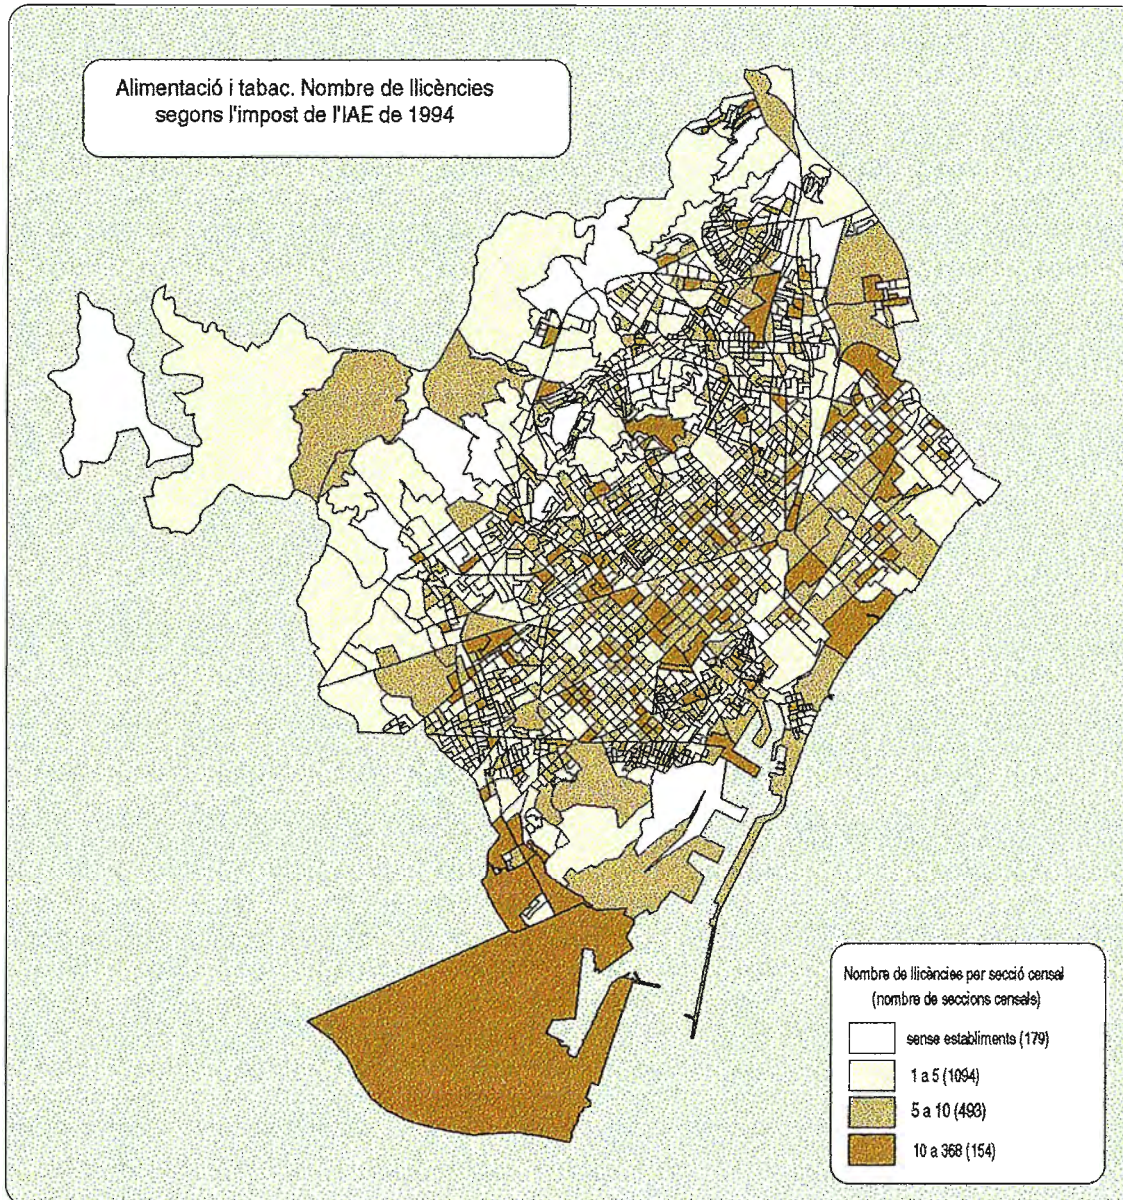 Alimentació i tabac. Nombre de llicències
segons l'impost de l'IAE de 1994
Nombre de llicències per secció censal
(nombre de seccions censals)
sense establiments (179)
1 a 5 (1094)
5 a 10 (493)
10 a 368 (154)